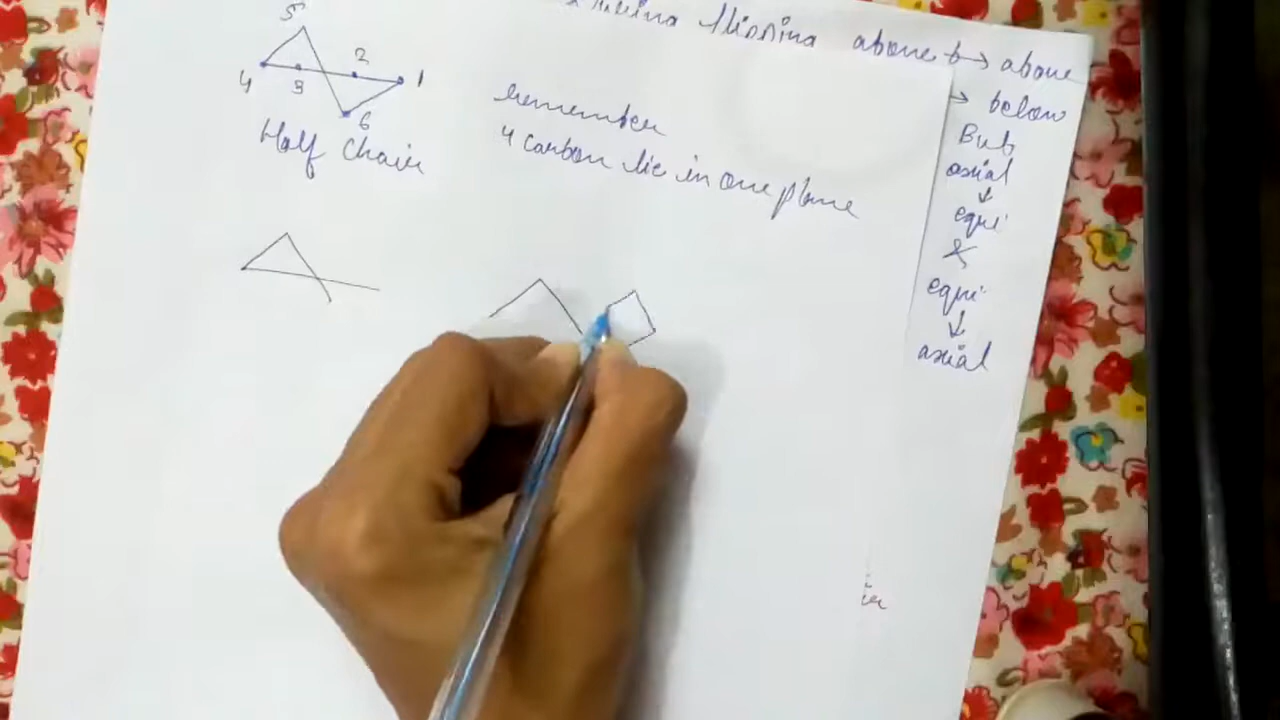 flipping above → above
→ below
But
axial
↓
equi
&
equi
↓
axial
5
4 3 2 1
6
Half Chair
remember
4 carbon lie in one plane